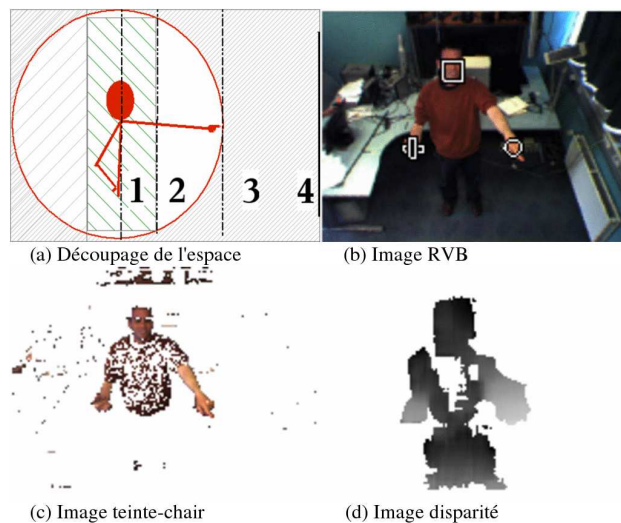 1 2 3 4
(a) Découpage de l'espace
(b) Image RVB
(c) Image teinte-chair
(d) Image disparité